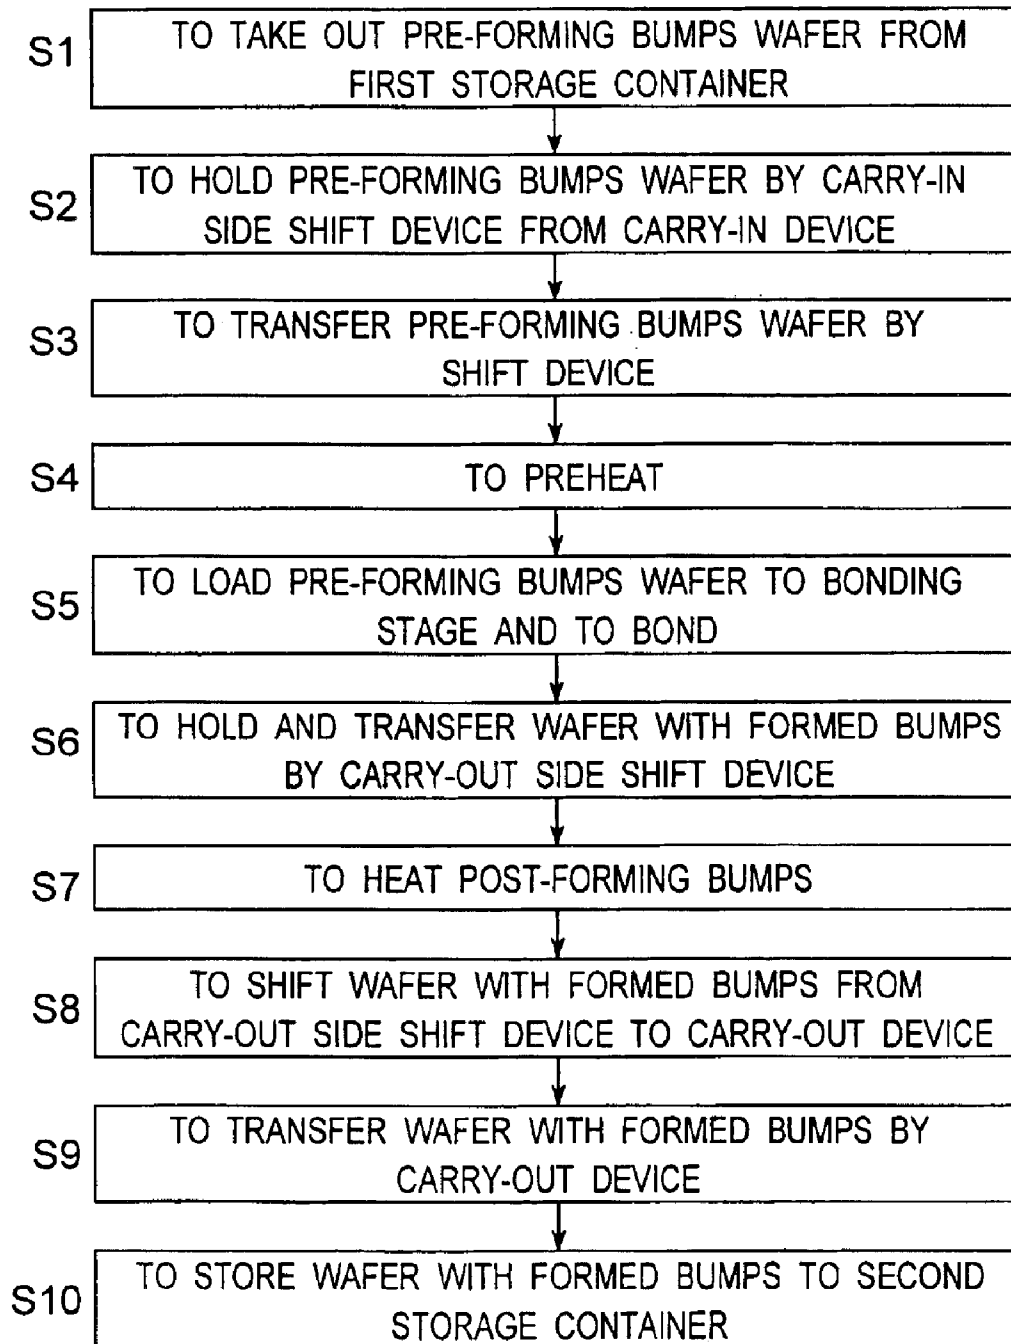 S1
TO TAKE OUT PRE-FORMING BUMPS WAFER FROM
FIRST STORAGE CONTAINER
S2
TO HOLD PRE-FORMING BUMPS WAFER BY CARRY-IN
SIDE SHIFT DEVICE FROM CARRY-IN DEVICE
S3
TO TRANSFER PRE-FORMING BUMPS WAFER BY
SHIFT DEVICE
S4
TO PREHEAT
S5
TO LOAD PRE-FORMING BUMPS WAFER TO BONDING
STAGE AND TO BOND
S6
TO HOLD AND TRANSFER WAFER WITH FORMED BUMPS
BY CARRY-OUT SIDE SHIFT DEVICE
S7
TO HEAT POST-FORMING BUMPS
S8
TO SHIFT WAFER WITH FORMED BUMPS FROM
CARRY-OUT SIDE SHIFT DEVICE TO CARRY-OUT DEVICE
S9
TO TRANSFER WAFER WITH FORMED BUMPS BY
CARRY-OUT DEVICE
S10
TO STORE WAFER WITH FORMED BUMPS TO SECOND
STORAGE CONTAINER